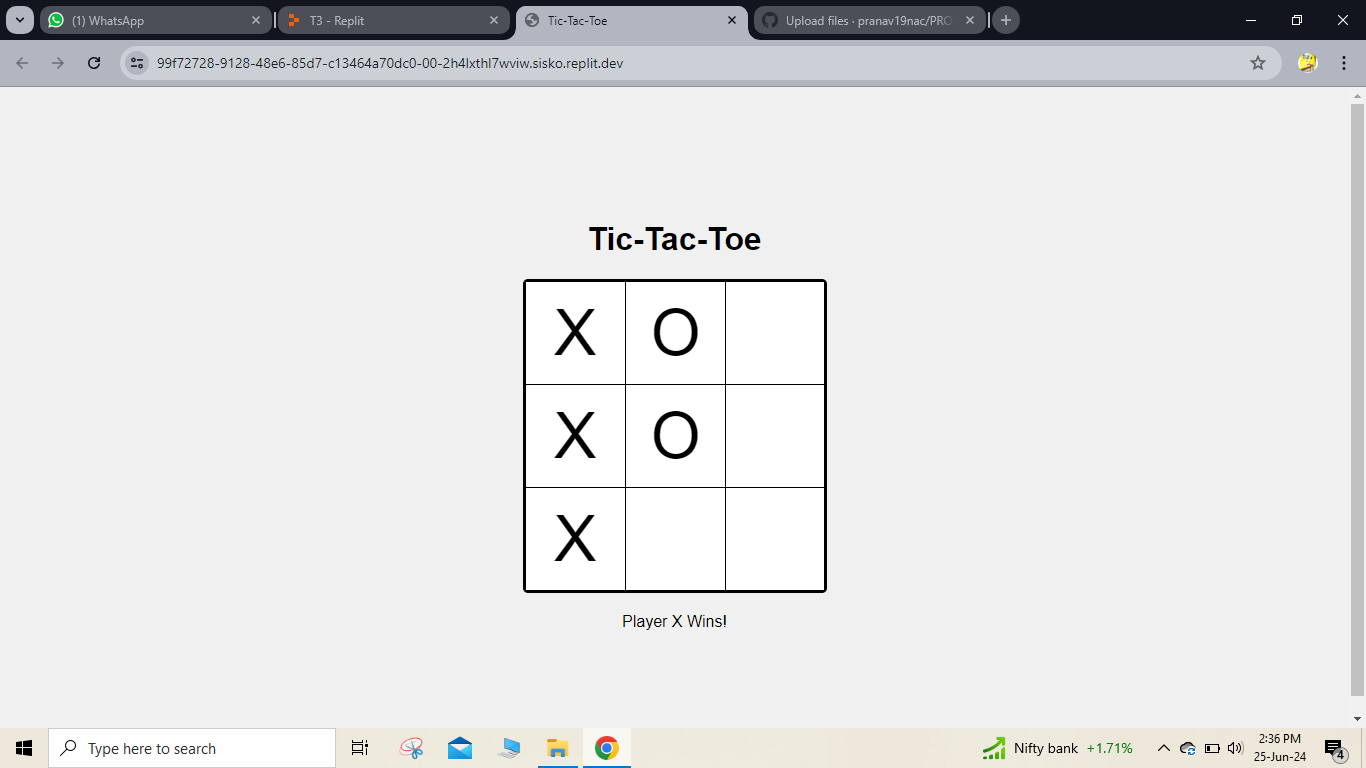 (1) WhatsApp
T3 - Replit
Tic-Tac-Toe
Upload files · pranav19nac/PRO
99f72728-9128-48e6-85d7-c13464a70dc0-00-2h4lxthl7wviw.sisko.replit.dev
Tic-Tac-Toe
X O
X O
X
Player X Wins!
Type here to search
Nifty bank +1.71%
2:36 PM
25-Jun-24
4